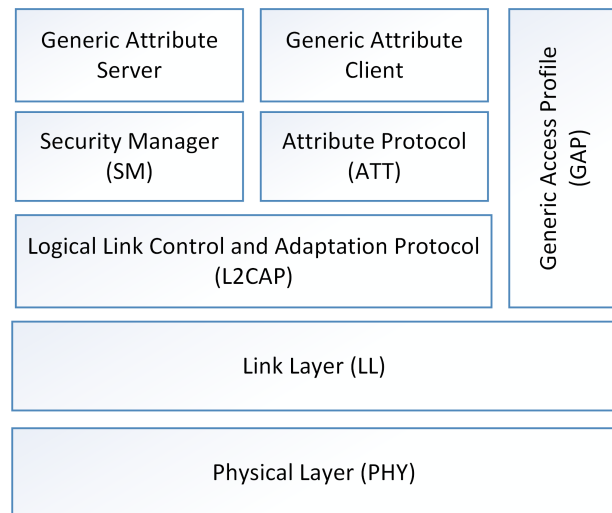 Generic Attribute
Server
Generic Attribute
Client
Generic Access Profile
(GAP)
Security Manager
(SM)
Attribute Protocol
(ATT)
Logical Link Control and Adaptation Protocol
(L2CAP)
Link Layer (LL)
Physical Layer (PHY)